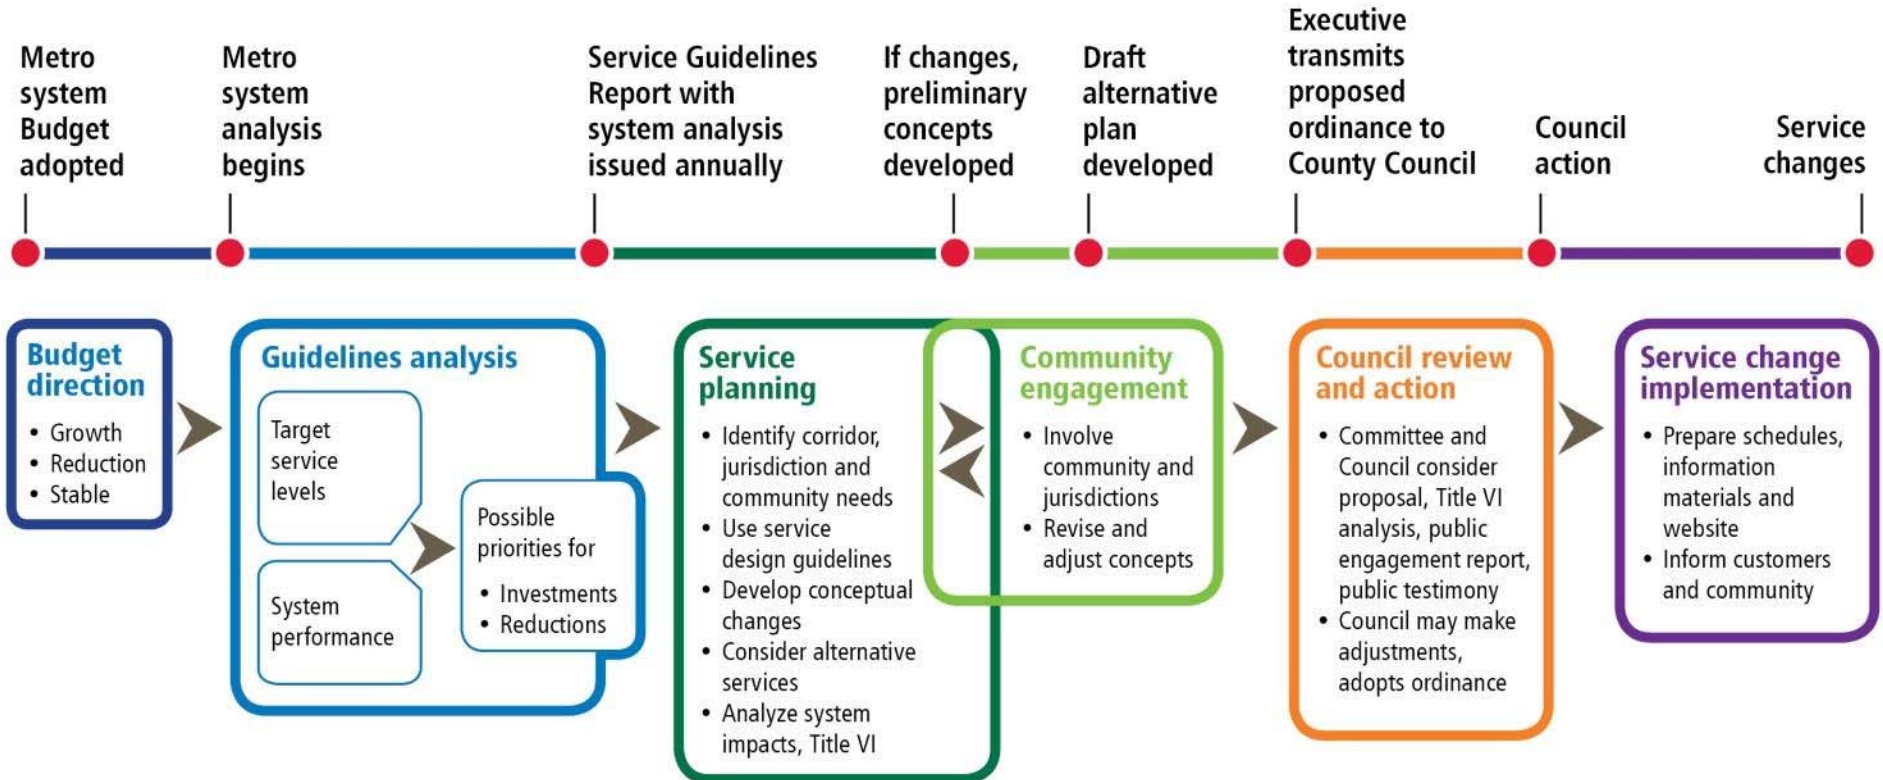 Metro
system
Budget
adopted
Metro
system
analysis
begins
Service Guidelines
Report with
system analysis
issued annually
If changes,
preliminary
concepts
developed
Draft
alternative
plan
developed
Executive
transmits
proposed
ordinance to
County Council
Council
action
Service
changes
Budget
direction
• Growth
• Reduction
• Stable
Guidelines analysis
Target
service
levels
System
performance
Possible
priorities for
• Investments
• Reductions
Service
planning
• Identify corridor,
jurisdiction and
community needs
• Use service
design guidelines
• Develop conceptual
changes
• Consider alternative
services
• Analyze system
impacts, Title VI
Community
engagement
• Involve
community and
jurisdictions
• Revise and
adjust concepts
Council review
and action
• Committee and
Council consider
proposal, Title VI
analysis, public
engagement report,
public testimony
• Council may make
adjustments,
adopts ordinance
Service change
implementation
• Prepare schedules,
information
materials and
website
• Inform customers
and community